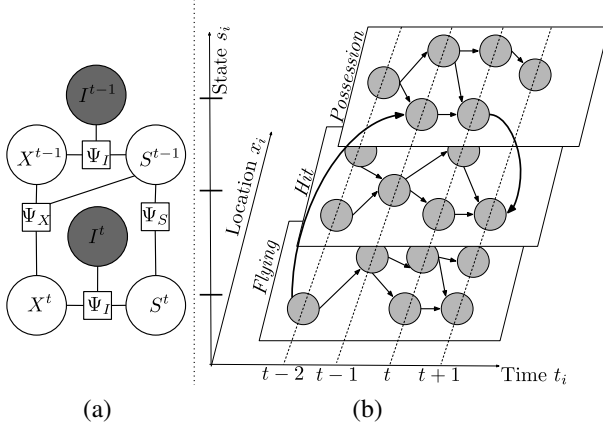 I^{t-1}
X^{t-1}
Ψ_I
S^{t-1}
Ψ_X
I^t
Ψ_S
X^t
Ψ_I
S^t
(a)
State s_i
Location x_i
Possession
Hit
Flying
t − 2
t − 1
t
t + 1
Time t_i
(b)